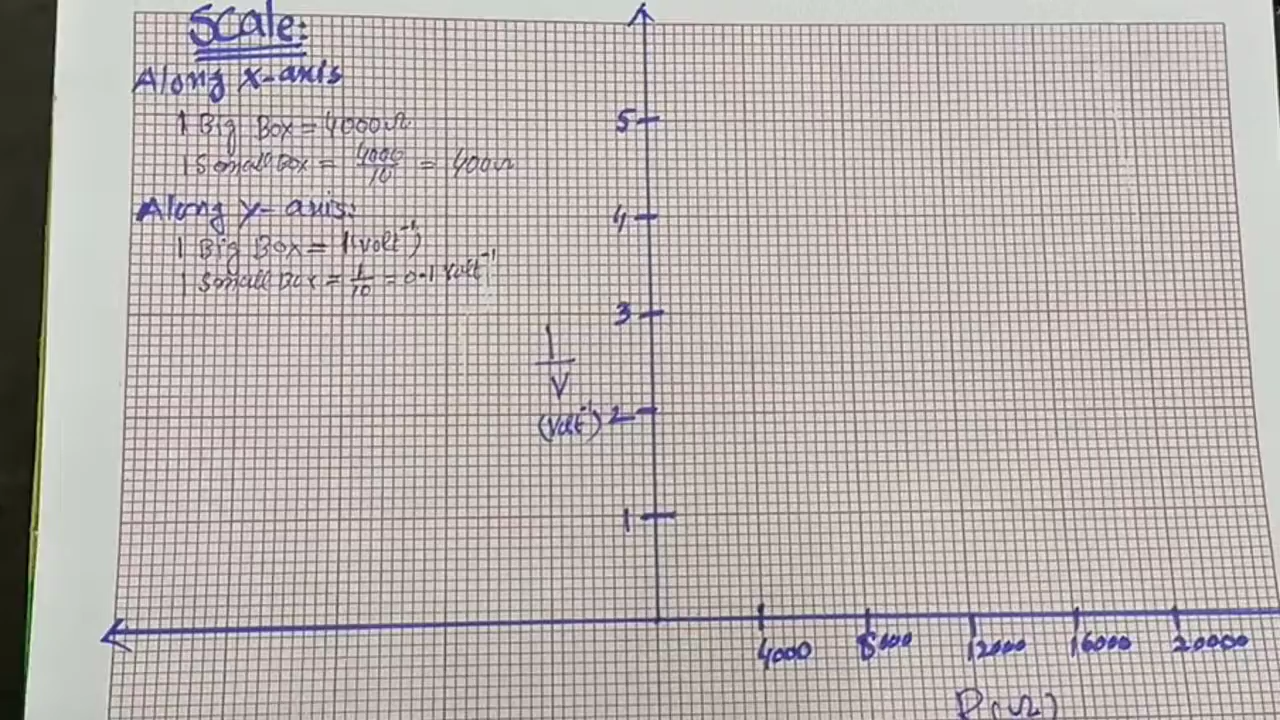 Scale:
Along x-axis
1 Big Box = 4000Ω
1 Small Box = 4000/10 = 400Ω
Along y-axis:
1 Big Box = 1(volt⁻¹)
1 Small Box = 1/10 = 0.1 Volt⁻¹
5
4
3
1/V
(Volt⁻¹) 2
1
4000 8000 12000 16000 20000
R(Ω)